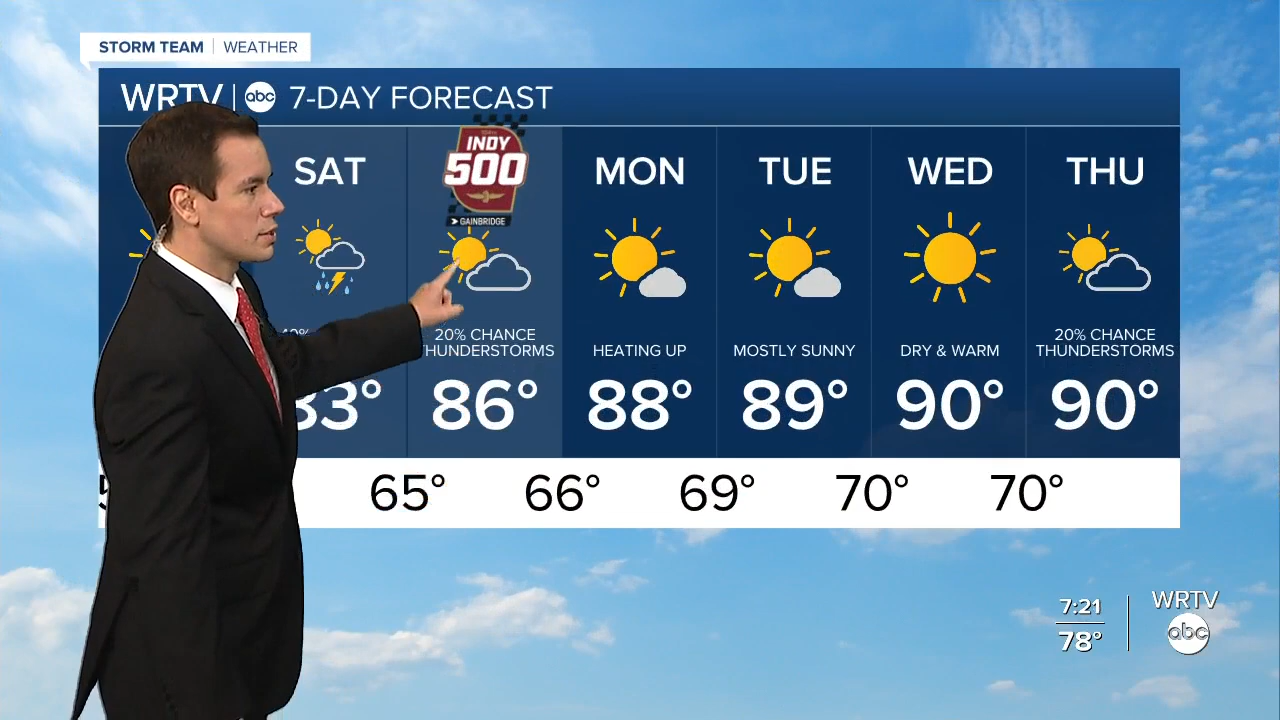 STORM TEAM | WEATHER
WRTV | abc 7-DAY FORECAST
SAT
INDY
500
GAINBRIDGE
MON
TUE
WED
THU
20% CHANCE
THUNDERSTORMS
HEATING UP
MOSTLY SUNNY
DRY & WARM
20% CHANCE
THUNDERSTORMS
83°
86°
88°
89°
90°
90°
65°
66°
69°
70°
70°
7:21
78°
WRTV
abc